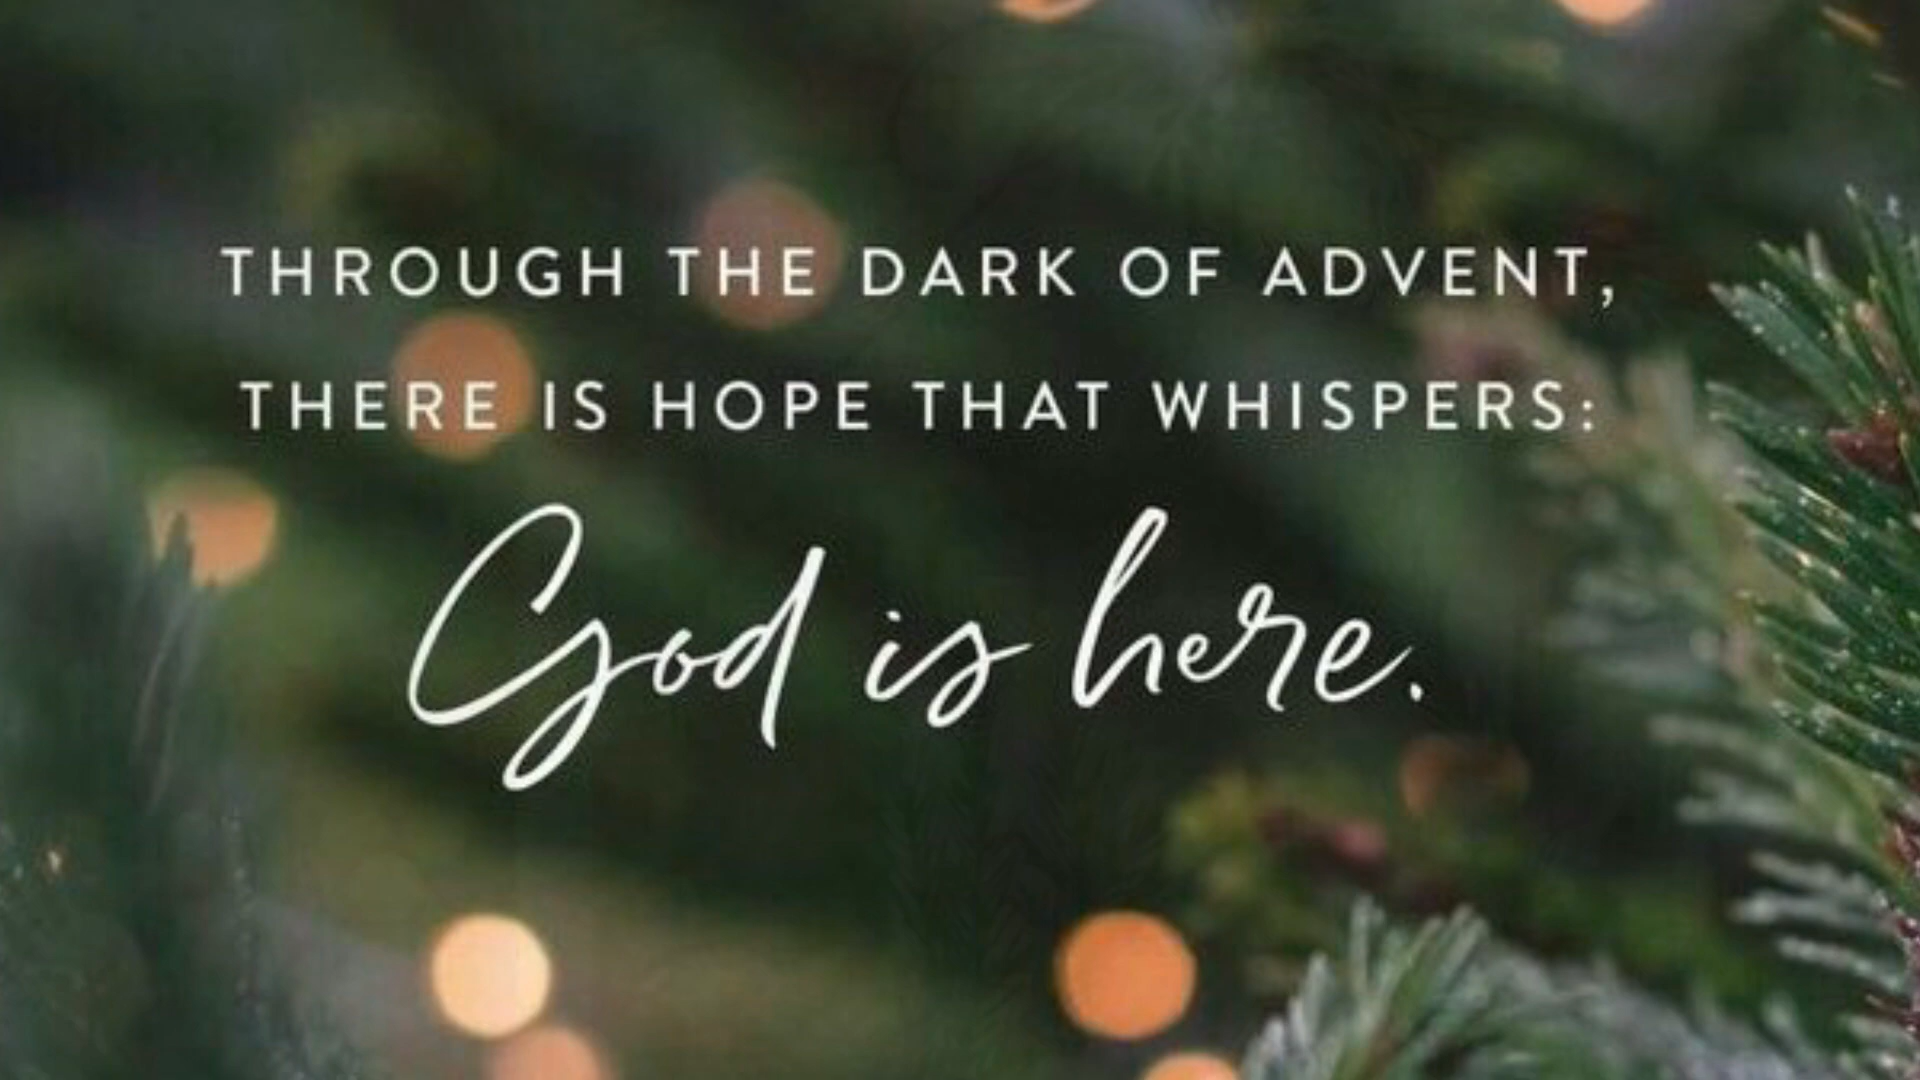 THROUGH THE DARK OF ADVENT,
THERE IS HOPE THAT WHISPERS:
God is here.